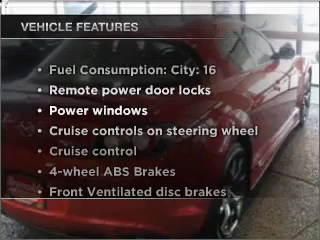 VEHICLE FEATURES
• Fuel Consumption: City: 16
• Remote power door locks
• Power windows
• Cruise controls on steering wheel
• Cruise control
• 4-wheel ABS Brakes
• Front Ventilated disc brakes